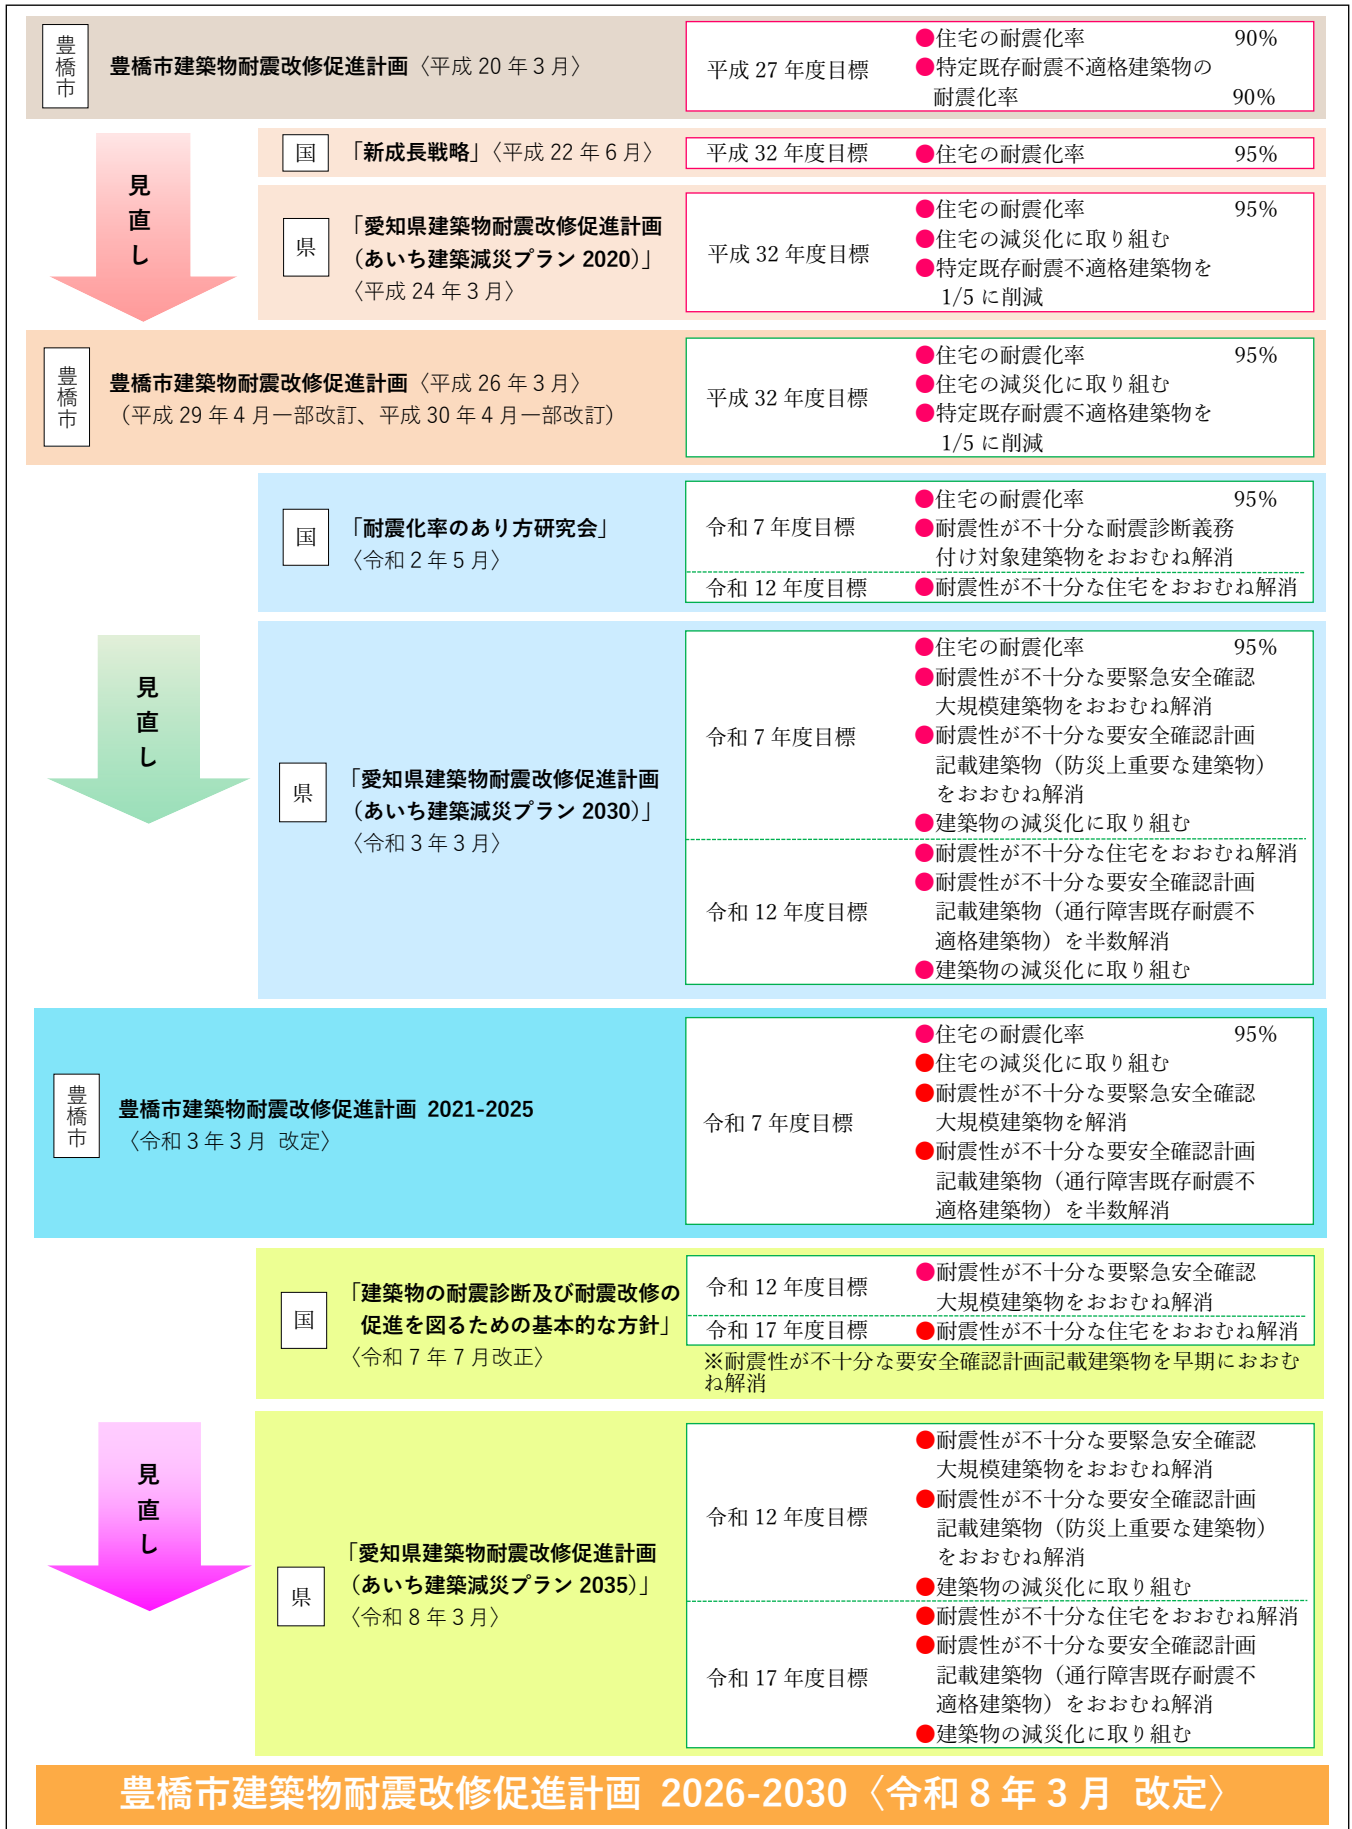 豊橋市
豊橋市建築物耐震改修促進計画〈平成 20 年 3 月〉
平成 27 年度目標
●住宅の耐震化率 90%
●特定既存耐震不適格建築物の
耐震化率 90%
見直し
国
「新成長戦略」〈平成 22 年 6 月〉
平成 32 年度目標
●住宅の耐震化率 95%
県
「愛知県建築物耐震改修促進計画
（あいち建築減災プラン 2020）」
〈平成 24 年 3 月〉
平成 32 年度目標
●住宅の耐震化率 95%
●住宅の減災化に取り組む
●特定既存耐震不適格建築物を
1/5 に削減
豊橋市
豊橋市建築物耐震改修促進計画〈平成 26 年 3 月〉
（平成 29 年 4 月一部改訂、平成 30 年 4 月一部改訂）
平成 32 年度目標
●住宅の耐震化率 95%
●住宅の減災化に取り組む
●特定既存耐震不適格建築物を
1/5 に削減
国
「耐震化率のあり方研究会」
〈令和 2 年 5 月〉
令和 7 年度目標
●住宅の耐震化率 95%
●耐震性が不十分な耐震診断義務
付け対象建築物をおおむね解消
令和 12 年度目標
●耐震性が不十分な住宅をおおむね解消
見直し
県
「愛知県建築物耐震改修促進計画
（あいち建築減災プラン 2030）」
〈令和 3 年 3 月〉
令和 7 年度目標
●住宅の耐震化率 95%
●耐震性が不十分な要緊急安全確認
大規模建築物をおおむね解消
●耐震性が不十分な要安全確認計画
記載建築物（防災上重要な建築物）
をおおむね解消
●建築物の減災化に取り組む
令和 12 年度目標
●耐震性が不十分な住宅をおおむね解消
●耐震性が不十分な要安全確認計画
記載建築物（通行障害既存耐震不
適格建築物）を半数解消
●建築物の減災化に取り組む
豊橋市
豊橋市建築物耐震改修促進計画 2021-2025
〈令和 3 年 3 月 改定〉
令和 7 年度目標
●住宅の耐震化率 95%
●住宅の減災化に取り組む
●耐震性が不十分な要緊急安全確認
大規模建築物を解消
●耐震性が不十分な要安全確認計画
記載建築物（通行障害既存耐震不
適格建築物）を半数解消
国
「建築物の耐震診断及び耐震改修の
促進を図るための基本的な方針」
〈令和 7 年 7 月改正〉
令和 12 年度目標
●耐震性が不十分な要緊急安全確認
大規模建築物をおおむね解消
令和 17 年度目標
●耐震性が不十分な住宅をおおむね解消
※耐震性が不十分な要安全確認計画記載建築物を早期におおむ
ね解消
見直し
県
「愛知県建築物耐震改修促進計画
（あいち建築減災プラン 2035）」
〈令和 8 年 3 月〉
令和 12 年度目標
●耐震性が不十分な要緊急安全確認
大規模建築物をおおむね解消
●耐震性が不十分な要安全確認計画
記載建築物（防災上重要な建築物）
をおおむね解消
●建築物の減災化に取り組む
令和 17 年度目標
●耐震性が不十分な住宅をおおむね解消
●耐震性が不十分な要安全確認計画
記載建築物（通行障害既存耐震不
適格建築物）をおおむね解消
●建築物の減災化に取り組む
豊橋市建築物耐震改修促進計画 2026-2030〈令和 8 年 3 月 改定〉